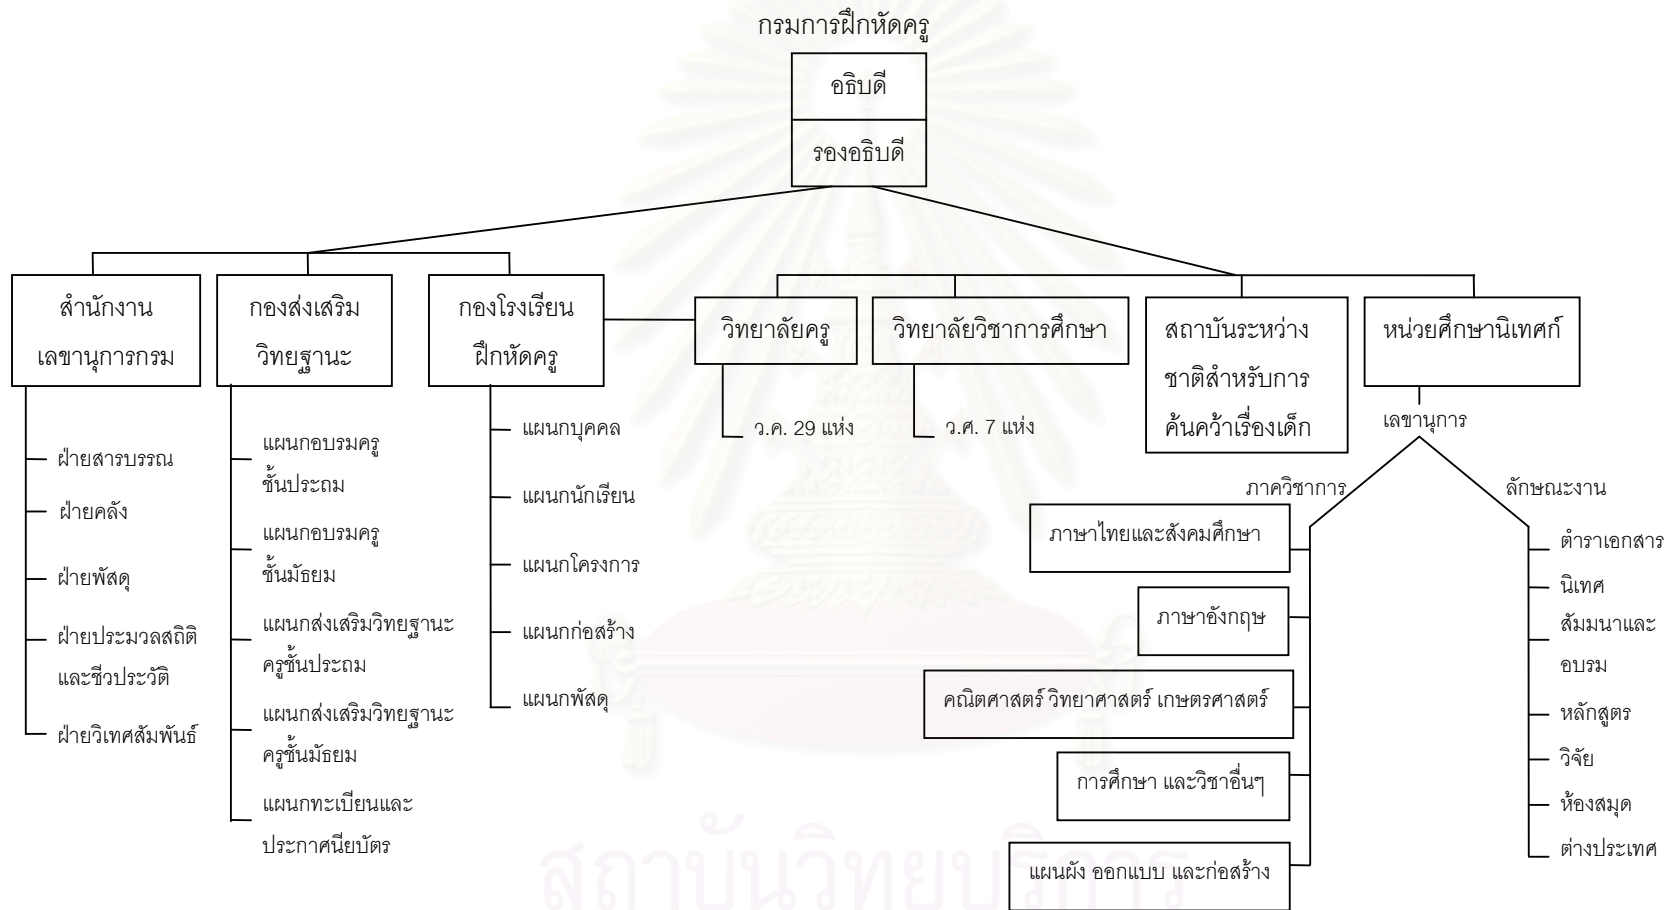 กรมการฝึกหัดครู
อธิบดี
รองอธิบดี
สำนักงาน
เลขานุการกรม
ฝ่ายสารบรรณ
ฝ่ายคลัง
ฝ่ายพัสดุ
ฝ่ายประมวลสถิติ
และชีวประวัติ
ฝ่ายวิเทศสัมพันธ์
กองส่งเสริม
วิทยฐานะ
แผนกอบรมครู
ชั้นประถม
แผนกอบรมครู
ชั้นมัธยม
แผนกส่งเสริมวิทยฐานะ
ครูชั้นประถม
แผนกส่งเสริมวิทยฐานะ
ครูชั้นมัธยม
แผนกทะเบียนและ
ประกาศนียบัตร
กองโรงเรียน
ฝึกหัดครู
แผนกบุคคล
แผนกนักเรียน
แผนกโครงการ
แผนกก่อสร้าง
แผนกพัสดุ
วิทยาลัยครู
ว.ค. 29 แห่ง
วิทยาลัยวิชาการศึกษา
ว.ศ. 7 แห่ง
สถาบันระหว่าง
ชาติสำหรับการ
ค้นคว้าเรื่องเด็ก
หน่วยศึกษานิเทศก์
เลขานุการ
ภาควิชาการ
ภาษาไทยและสังคมศึกษา
ภาษาอังกฤษ
คณิตศาสตร์ วิทยาศาสตร์ เกษตรศาสตร์
การศึกษา และวิชาอื่นๆ
แผนผัง ออกแบบ และก่อสร้าง
ลักษณะงาน
ตำราเอกสาร
นิเทศ
สัมมนาและ
อบรม
หลักสูตร
วิจัย
ห้องสมุด
ต่างประเทศ
สถาบันวิทยบริการ